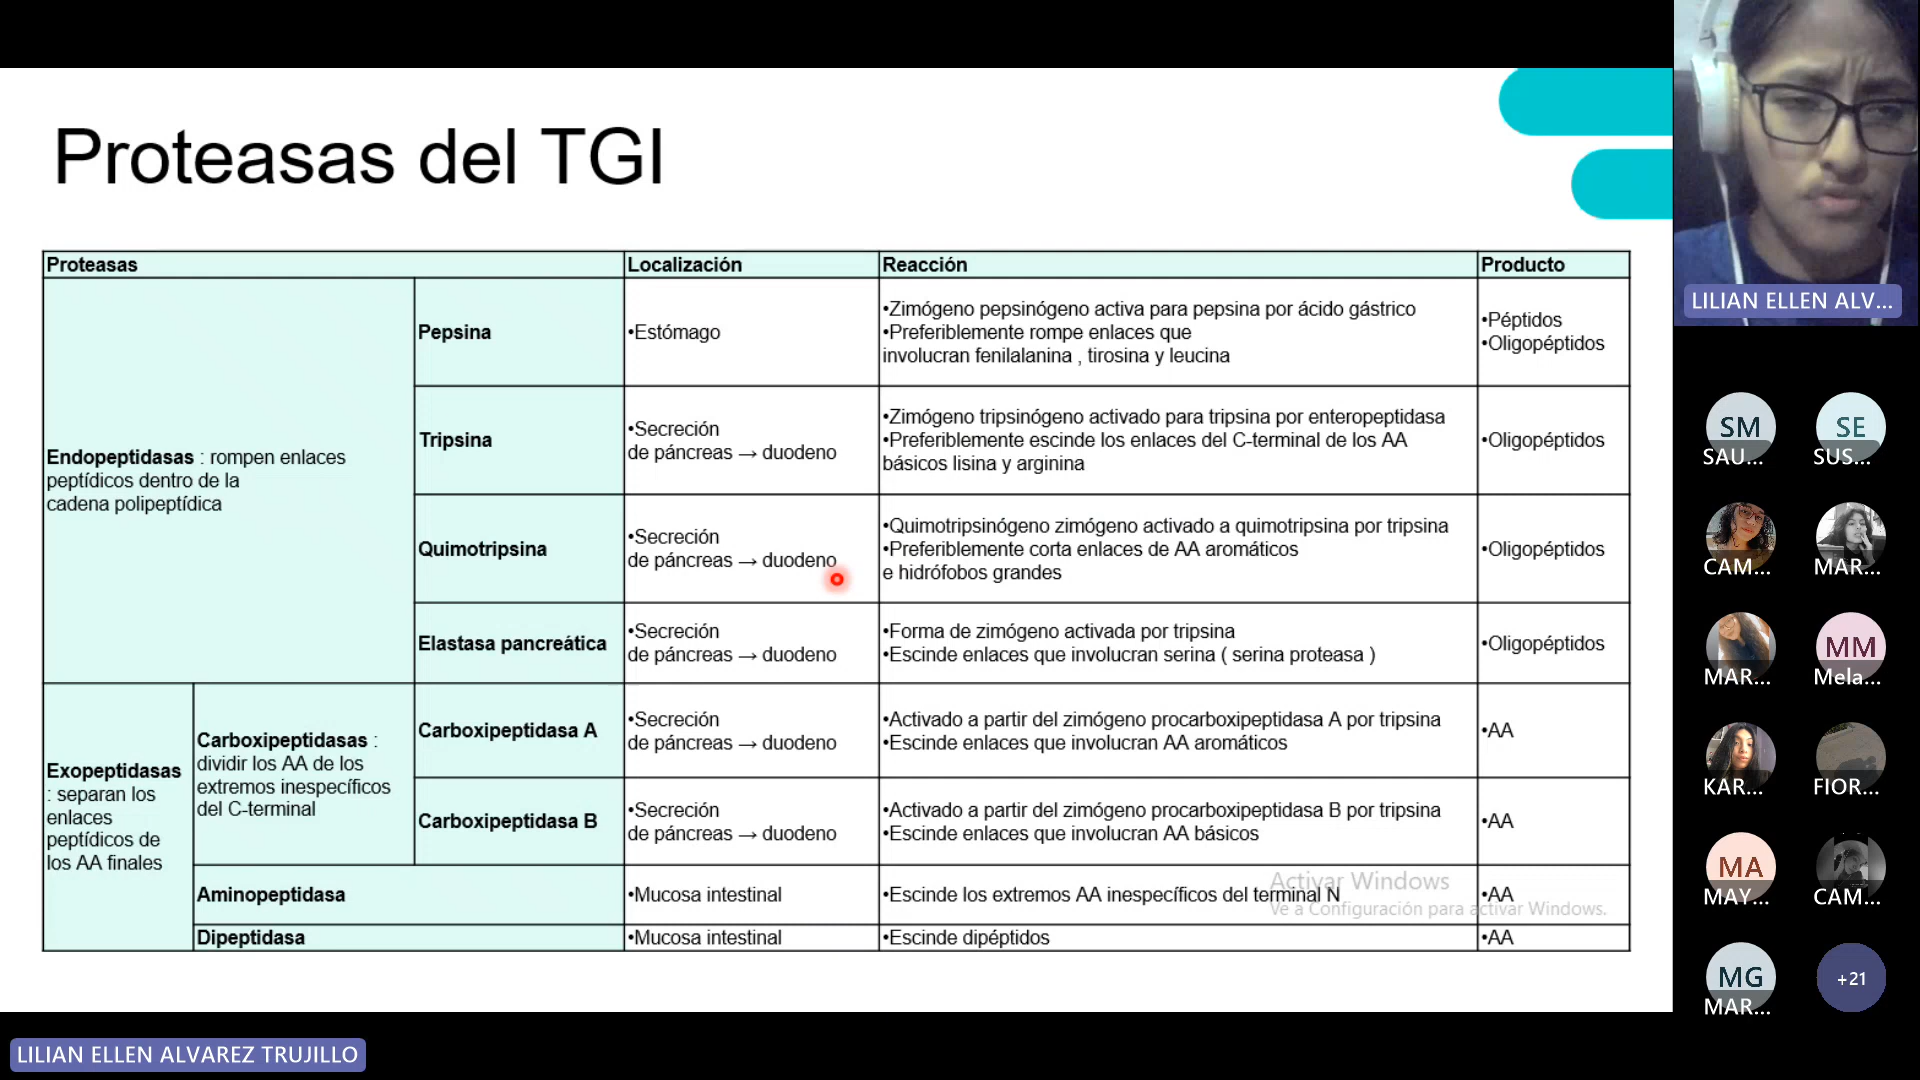 Proteasas del TGI
Proteasas
Localización
Reacción
Producto
Endopeptidasas : rompen enlaces
peptídicos dentro de la
cadena polipeptídica
Pepsina
•Estómago
•Zimógeno pepsinógeno activa para pepsina por ácido gástrico
•Preferiblemente rompe enlaces que
involucran fenilalanina , tirosina y leucina
•Péptidos
•Oligopéptidos
Tripsina
•Secreción
de páncreas → duodeno
•Zimógeno tripsinógeno activado para tripsina por enteropeptidasa
•Preferiblemente escinde los enlaces del C-terminal de los AA
básicos lisina y arginina
•Oligopéptidos
Quimotripsina
•Secreción
de páncreas → duodeno
•Quimotripsinógeno zimógeno activado a quimotripsina por tripsina
•Preferiblemente corta enlaces de AA aromáticos
e hidrófobos grandes
•Oligopéptidos
Elastasa pancreática
•Secreción
de páncreas → duodeno
•Forma de zimógeno activada por tripsina
•Escinde enlaces que involucran serina ( serina proteasa )
•Oligopéptidos
Exopeptidasas
: separan los
enlaces
peptídicos de
los AA finales
Carboxipeptidasas :
dividir los AA de los
extremos inespecíficos
del C-terminal
Carboxipeptidasa A
•Secreción
de páncreas → duodeno
•Activado a partir del zimógeno procarboxipeptidasa A por tripsina
•Escinde enlaces que involucran AA aromáticos
•AA
Carboxipeptidasa B
•Secreción
de páncreas → duodeno
•Activado a partir del zimógeno procarboxipeptidasa B por tripsina
•Escinde enlaces que involucran AA básicos
•AA
Aminopeptidasa
•Mucosa intestinal
•Escinde los extremos AA inespecíficos del terminal N
•AA
Dipeptidasa
•Mucosa intestinal
•Escinde dipéptidos
•AA
Activar Windows
Ve a Configuración para activar Windows.
LILIAN ELLEN ALV...
SM
SAU...
SE
SUS...
CAM...
MAR...
MAR...
MM
Mela...
KAR...
FIOR...
MA
MAY...
CAM...
MG
MAR...
+21
LILIAN ELLEN ALVAREZ TRUJILLO